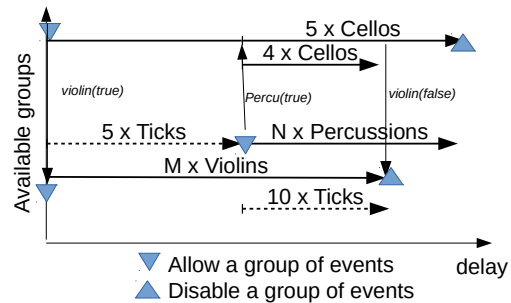 5 x Cellos
4 x Cellos
violin(true)
Percu(true)
violin(false)
Available groups
5 x Ticks
N x Percussions
M x Violins
10 x Ticks
delay
Allow a group of events
Disable a group of events